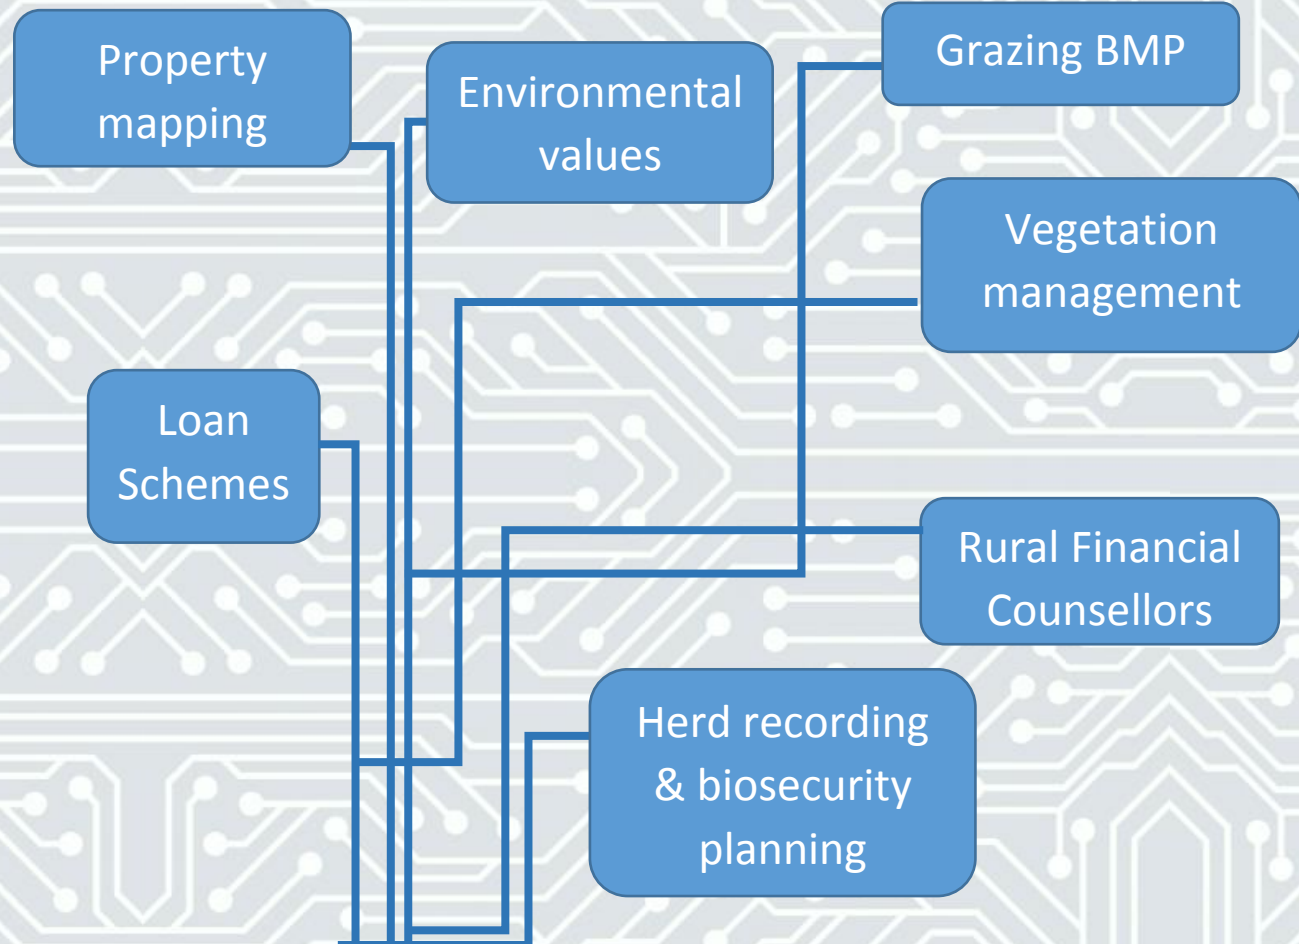 Property
mapping
Environmental
values
Grazing BMP
Vegetation
management
Loan
Schemes
Rural Financial
Counsellors
Herd recording
& biosecurity
planning